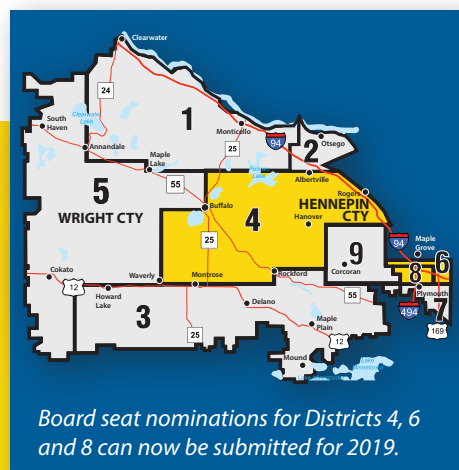 Clearwater
24
1
South
Haven
Clearwater
Lake
Monticello
94
2
Otsego
Annandale
25
Maple
Lake
Albertville
5
55
Rogers
WRIGHT CTY
Buffalo
4
HENNEPIN
CTY
Hanover
25
9
94
Maple
Grove
Corcoran
6
8
Cokato
Waverly
Montrose
Rockford
Plymouth
12
Howard
Lake
55
494
7
3
Delano
Maple
Plain
169
25
12
Mound
Lake
Minnetonka
Board seat nominations for Districts 4, 6
and 8 can now be submitted for 2019.